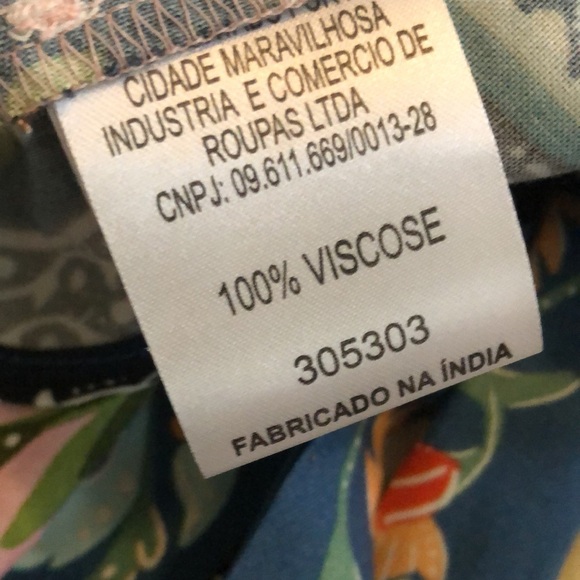 CIDADE MARAVILHOSA
INDUSTRIA E COMERCIO DE
ROUPAS LTDA
CNPJ: 09.611.669/0013-28
100% VISCOSE
305303
FABRICADO NA ÍNDIA